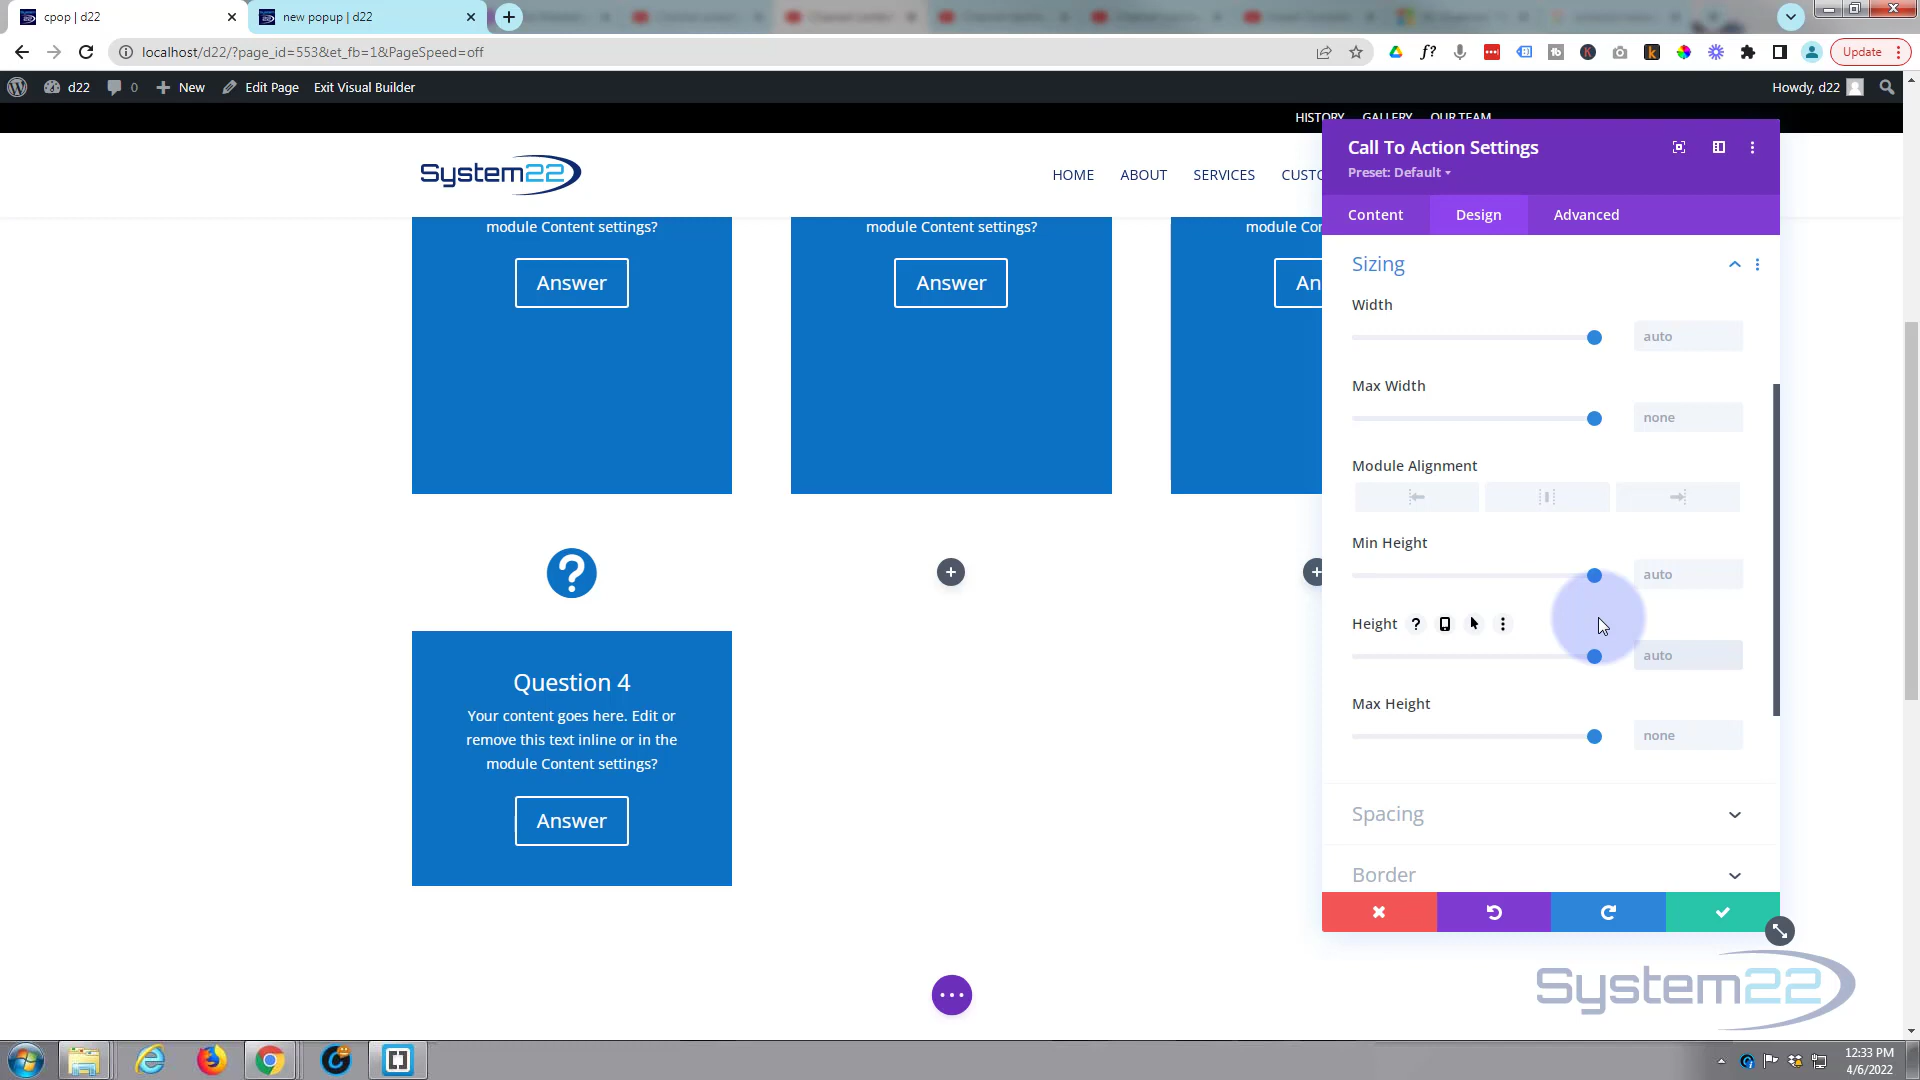 cpop | d22
new popup | d22
localhost/d22/?page_id=553&et_fb=1&PageSpeed=off
Update
d22
0
New
Edit Page
Exit Visual Builder
Howdy, d22
HISTORY
GALLERY
OUR TEAM
System22
HOME
ABOUT
SERVICES
CUSTO
module Content settings?
module Content settings?
module Co
Answer
Answer
An
Question 4
Your content goes here. Edit or
remove this text inline or in the
module Content settings?
Answer
Call To Action Settings
Preset: Default
Content
Design
Advanced
Sizing
Width
auto
Max Width
none
Module Alignment
Min Height
auto
Height
auto
Max Height
none
Spacing
Border
System22
12:33 PM
4/6/2022